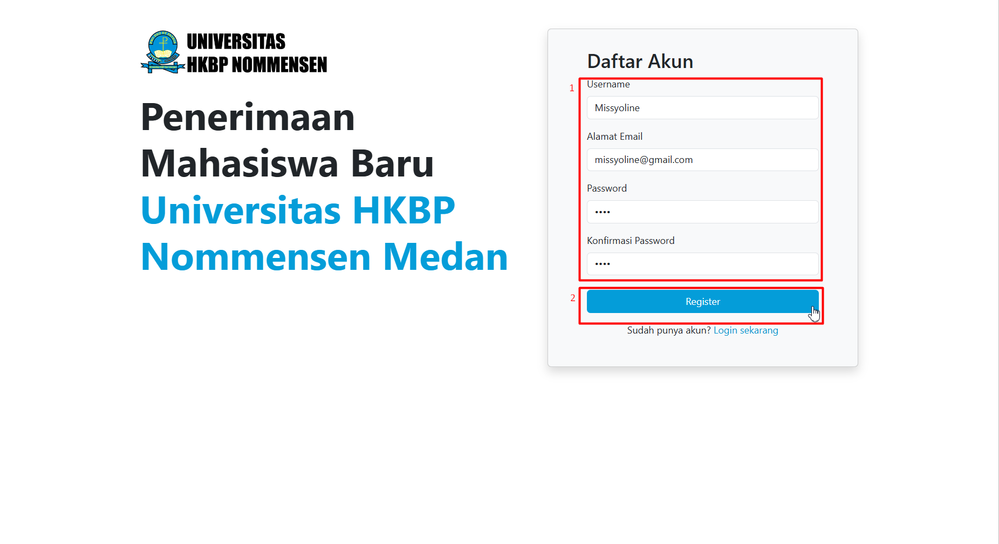 UNIVERSITAS
HKBP NOMMENSEN
Penerimaan
Mahasiswa Baru
Universitas HKBP
Nommensen Medan
Daftar Akun
1
Username
Missyoline
Alamat Email
missyoline@gmail.com
Password
••••
Konfirmasi Password
••••
2
Register
Sudah punya akun? Login sekarang